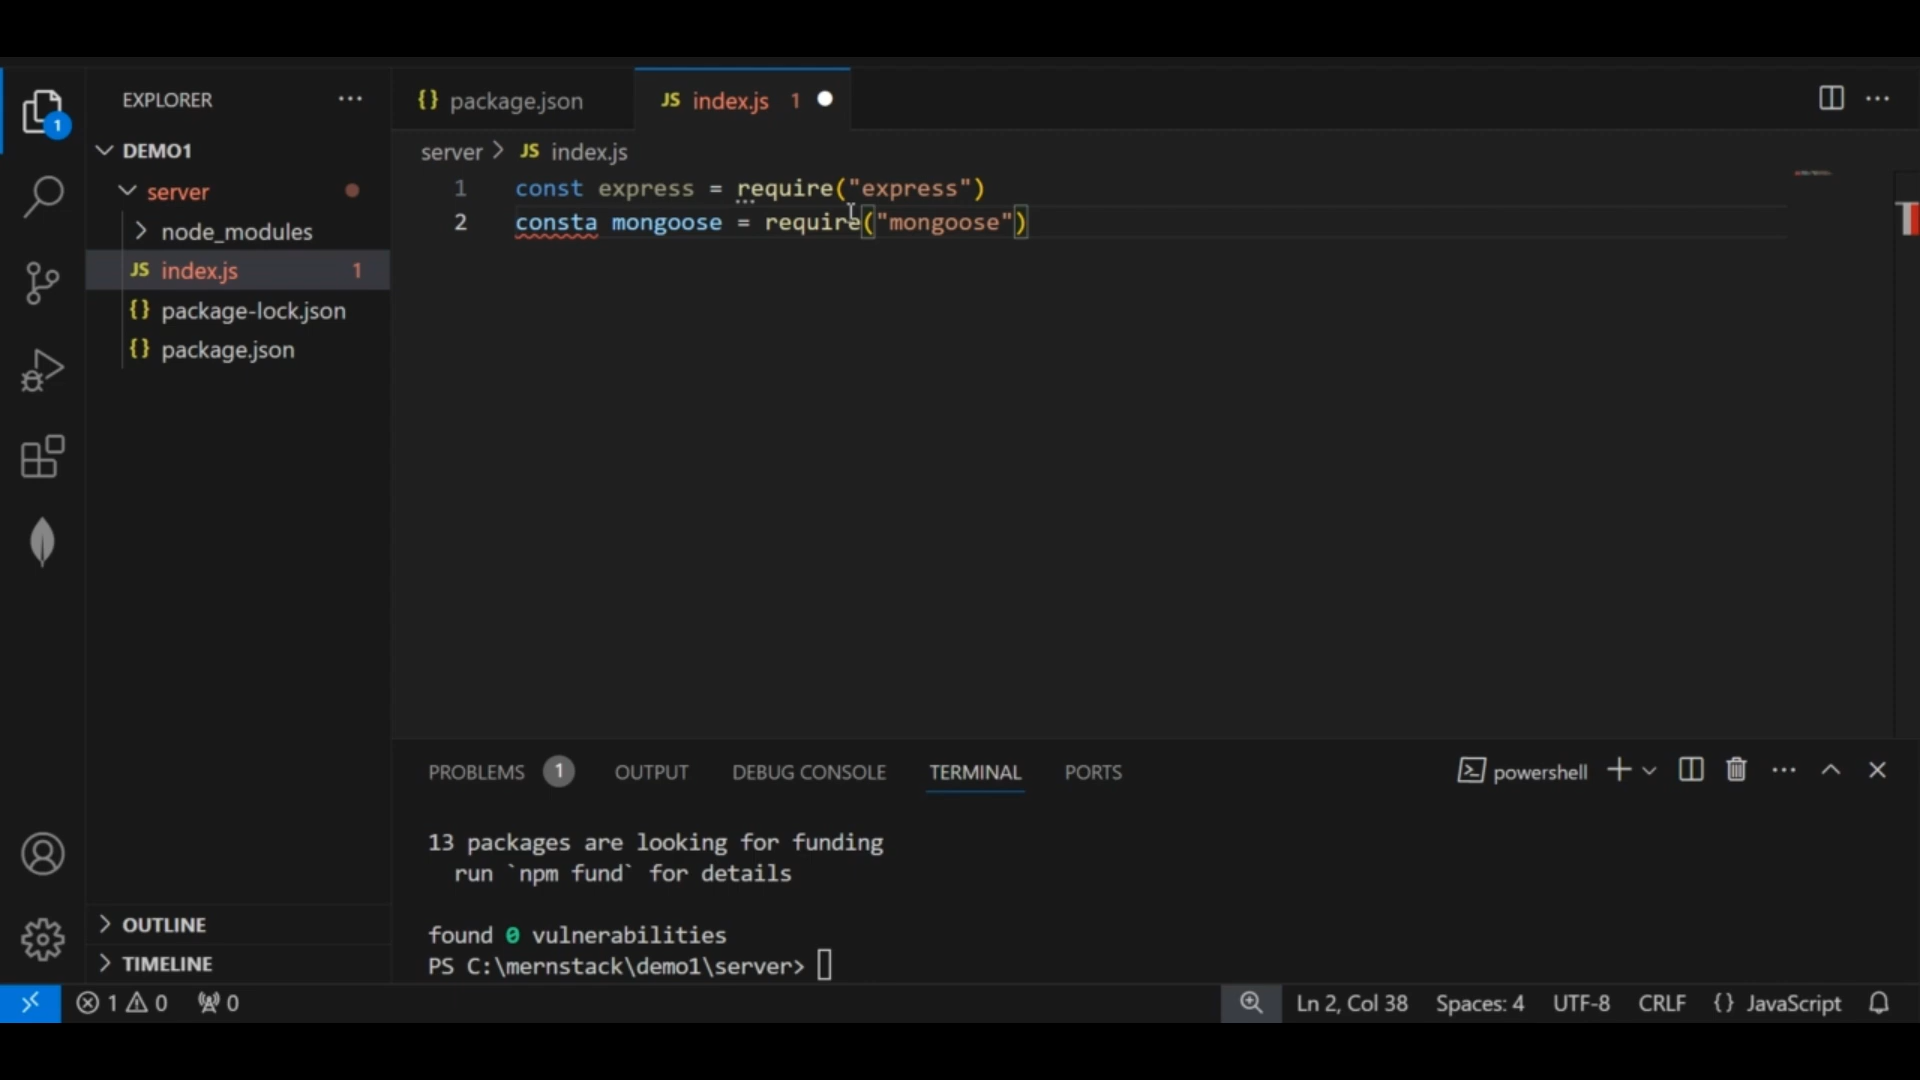 EXPLORER
{} package.json
JS index.js 1
1
DEMO1
server > JS index.js
server
1 const express = require("express")
node_modules
2 consta mongoose = require("mongoose")
JS index.js 1
{} package-lock.json
{} package.json
PROBLEMS 1 OUTPUT DEBUG CONSOLE TERMINAL PORTS
powershell
13 packages are looking for funding
run `npm fund` for details
found 0 vulnerabilities
PS C:\mernstack\demo1\server>
OUTLINE
TIMELINE
1 0 0
Ln 2, Col 38 Spaces: 4 UTF-8 CRLF {} JavaScript